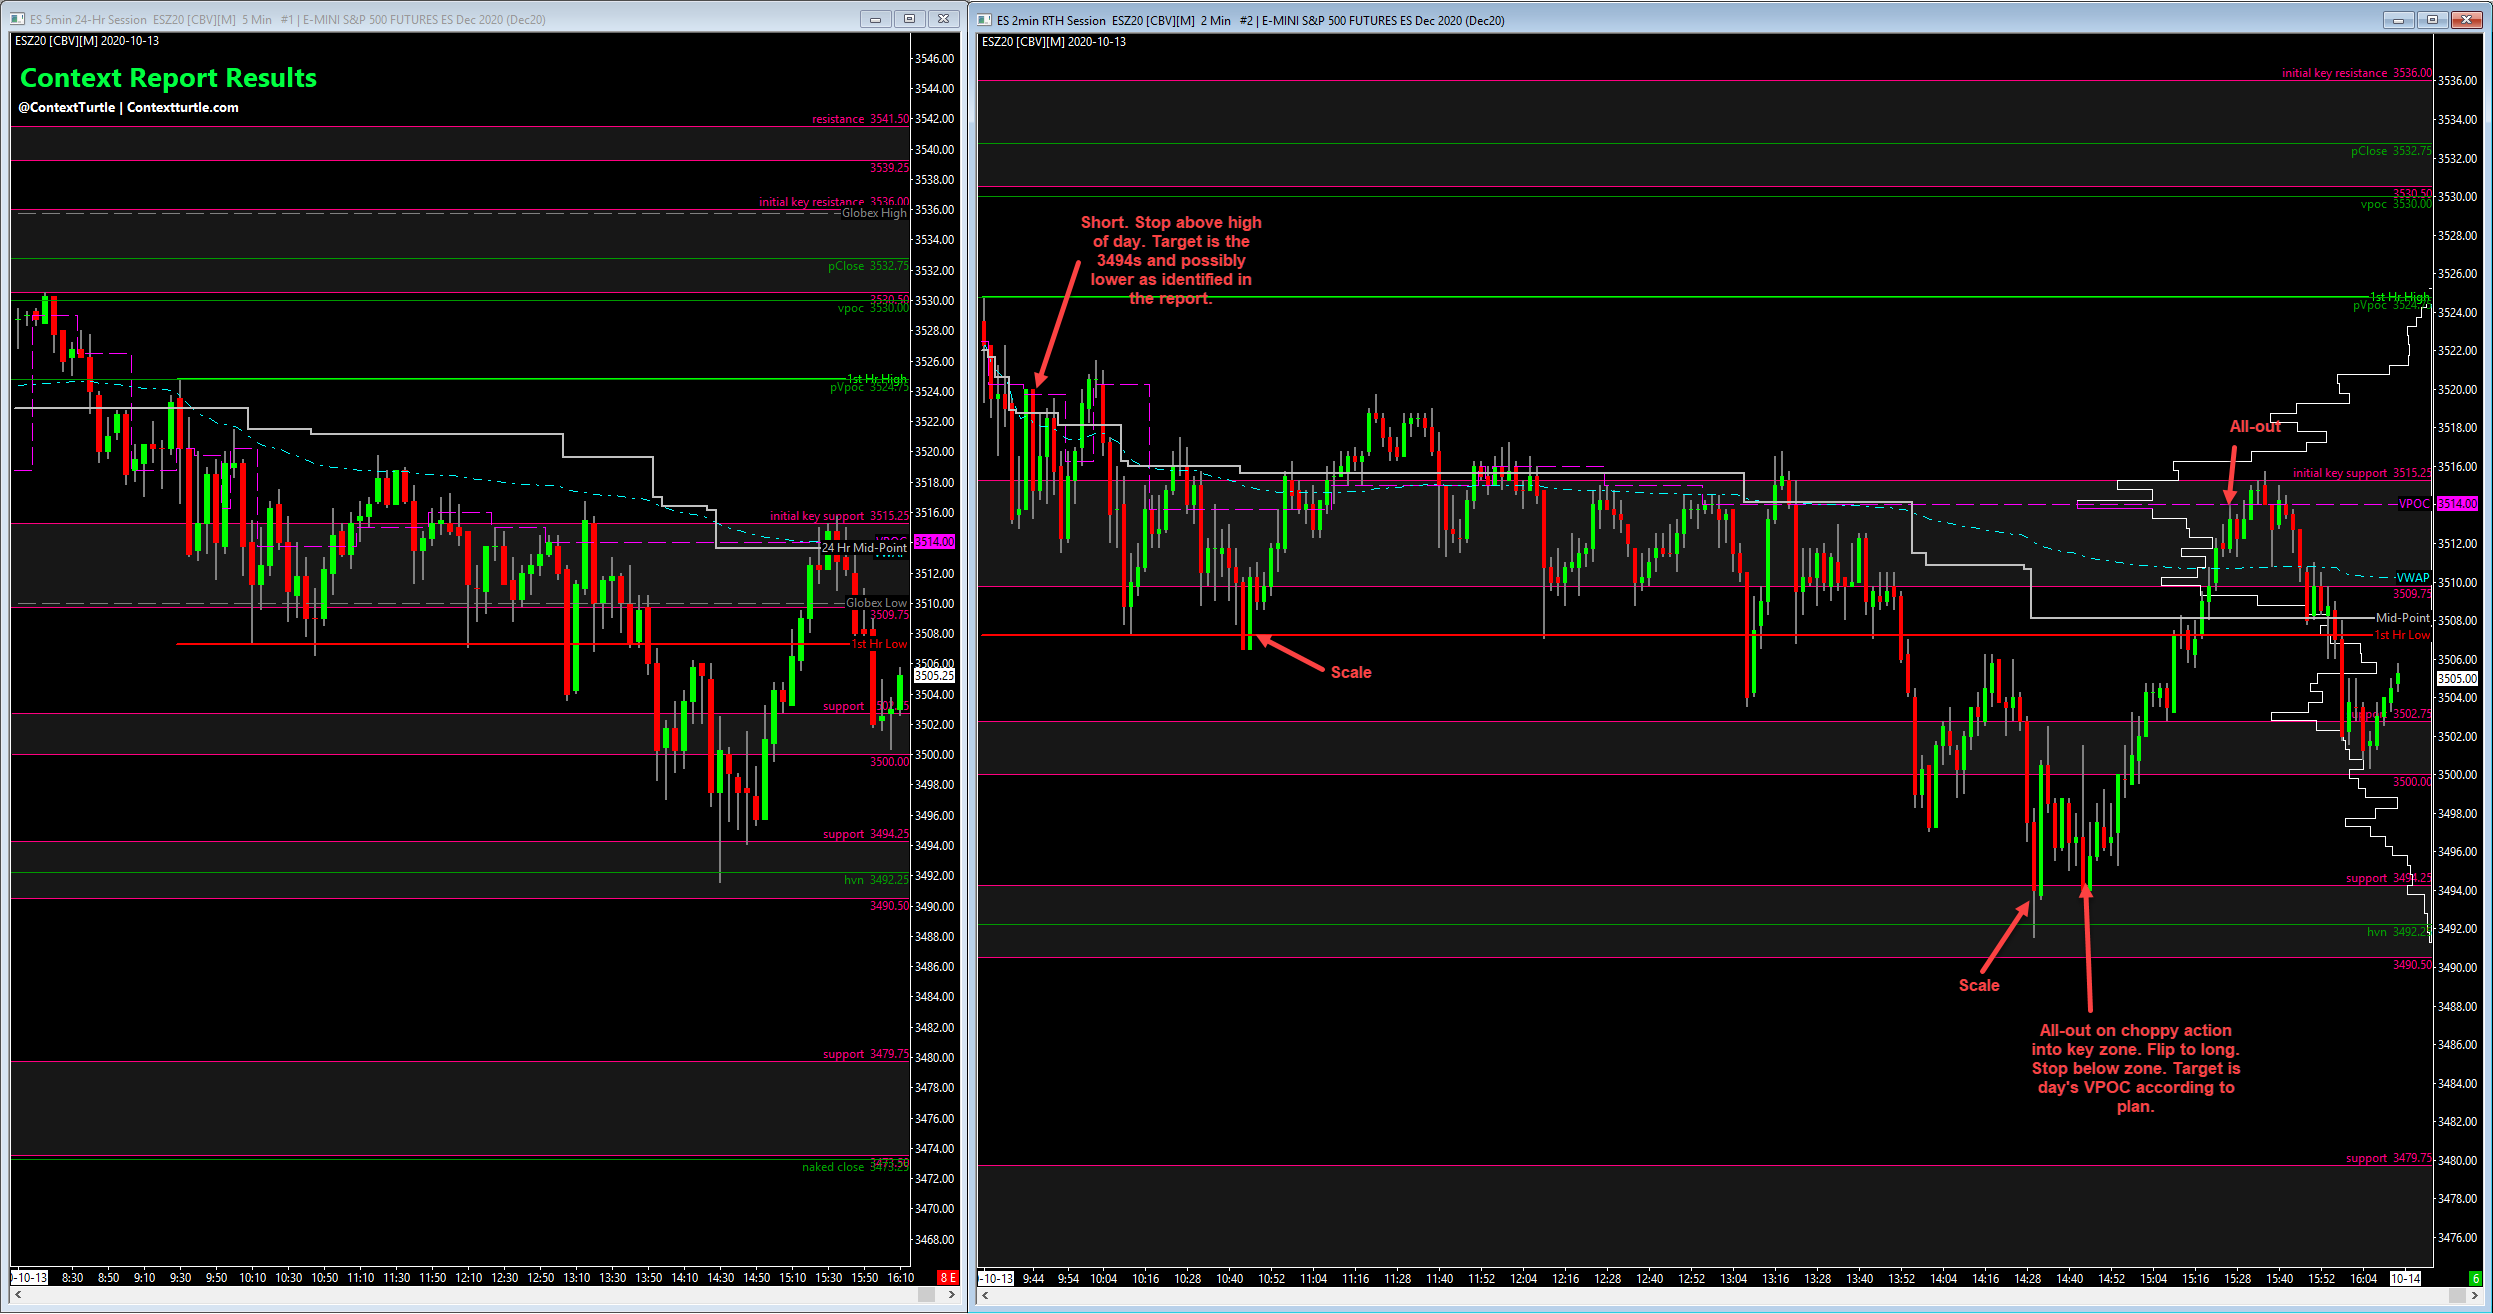 ES 5min 24-Hr Session ESZ20 [CBV][M] 5 Min #1 | E-MINI S&P 500 FUTURES ES Dec 2020 (Dec20)
ESZ20 [CBV][M] 2020-10-13
Context Report Results
@ContextTurtle | Contextturtle.com
resistance 3541.50
3539.25
initial key resistance 3536.00
Globex High
pClose 3532.75
3530.50
vpoc 3530.00
1st Hr High
pVpoc 3524.75
initial key support 3515.25
VPOC
24 Hr Mid-Point
VWAP
Globex Low
3509.75
1st Hr Low
support 3502.75
3500.00
support 3494.25
hvn 3492.25
3490.50
support 3479.75
3473.50
naked close 3473.25
3546.00
3544.00
3542.00
3540.00
3538.00
3536.00
3534.00
3532.00
3530.00
3528.00
3526.00
3524.00
3522.00
3520.00
3518.00
3516.00
3514.00
3512.00
3510.00
3508.00
3506.00
3505.25
3504.00
3502.00
3500.00
3498.00
3496.00
3494.00
3492.00
3490.00
3488.00
3486.00
3484.00
3482.00
3480.00
3478.00
3476.00
3474.00
3472.00
3470.00
3468.00
0-10-13 8:30 8:50 9:10 9:30 9:50 10:10 10:30 10:50 11:10 11:30 11:50 12:10 12:30 12:50 13:10 13:30 13:50 14:10 14:30 14:50 15:10 15:30 15:50 16:10 8 E
ES 2min RTH Session ESZ20 [CBV][M] 2 Min #2 | E-MINI S&P 500 FUTURES ES Dec 2020 (Dec20)
ESZ20 [CBV][M] 2020-10-13
initial key resistance 3536.00
pClose 3532.75
3530.50
vpoc 3530.00
Short. Stop above high
of day. Target is the
3494s and possibly
lower as identified in
the report.
1st Hr High
pVpoc 3524.75
All-out
initial key support 3515.25
VPOC
VWAP
3509.75
Mid-Point
1st Hr Low
Scale
support 3502.75
3500.00
support 3494.25
hvn 3492.25
3490.50
Scale
All-out on choppy action
into key zone. Flip to long.
Stop below zone. Target is
day's VPOC according to
plan.
support 3479.75
3536.00
3534.00
3532.00
3530.00
3528.00
3526.00
3524.00
3522.00
3520.00
3518.00
3516.00
3514.00
3512.00
3510.00
3508.00
3506.00
3505.00
3504.00
3502.00
3500.00
3498.00
3496.00
3494.00
3492.00
3490.00
3488.00
3486.00
3484.00
3482.00
3480.00
3478.00
3476.00
0-10-13 9:44 9:54 10:04 10:16 10:28 10:40 10:52 11:04 11:16 11:28 11:40 11:52 12:04 12:16 12:28 12:40 12:52 13:04 13:16 13:28 13:40 13:52 14:04 14:16 14:28 14:40 14:52 15:04 15:16 15:28 15:40 15:52 16:04 10-14 6